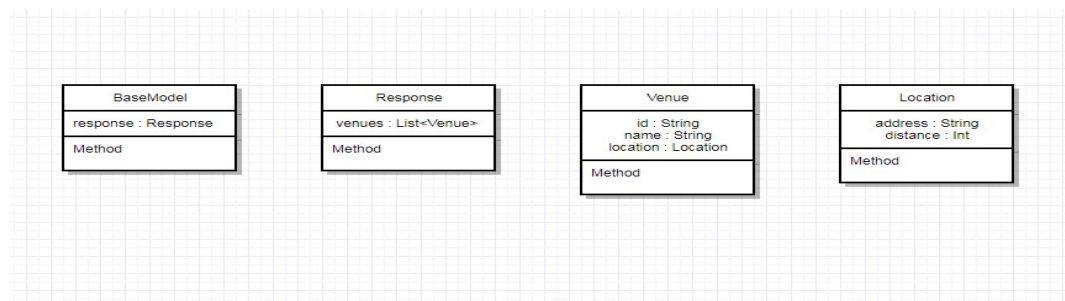 BaseModel
response : Response
Method
Response
venues : List<Venue>
Method
Venue
id : String
name : String
location : Location
Method
Location
address : String
distance : Int
Method